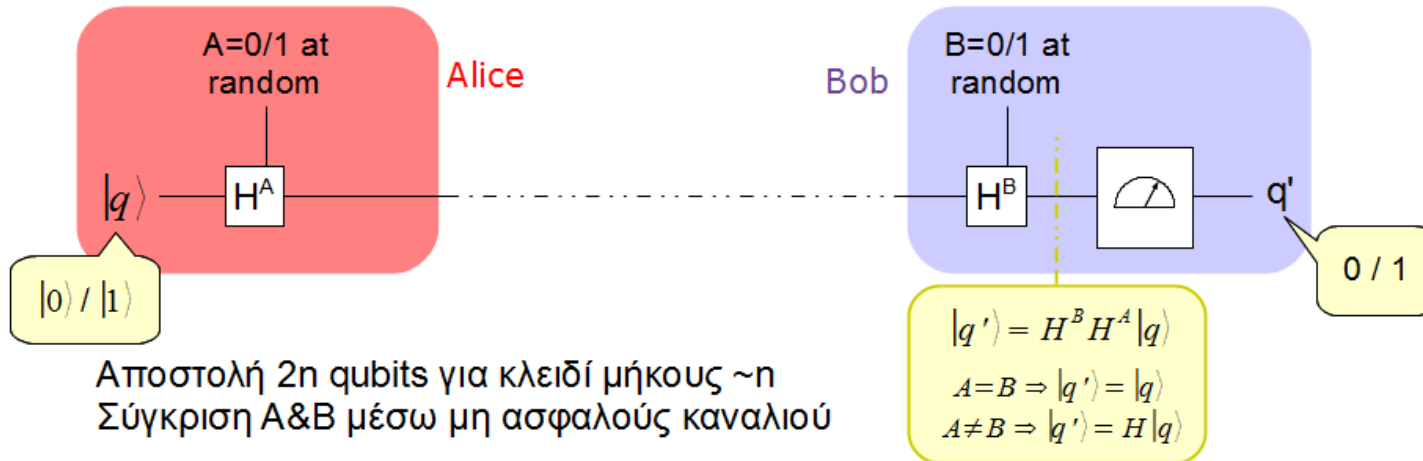 A=0/1 at
random
Alice
|q⟩
H^A
|0⟩ / |1⟩
Bob
B=0/1 at
random
H^B
q'
0 / 1
|q'⟩ = H^B H^A |q⟩
A=B ⇒ |q'⟩ = |q⟩
A≠B ⇒ |q'⟩ = H|q⟩
Αποστολή 2n qubits για κλειδί μήκους ~n
Σύγκριση Α&Β μέσω μη ασφαλούς καναλιού